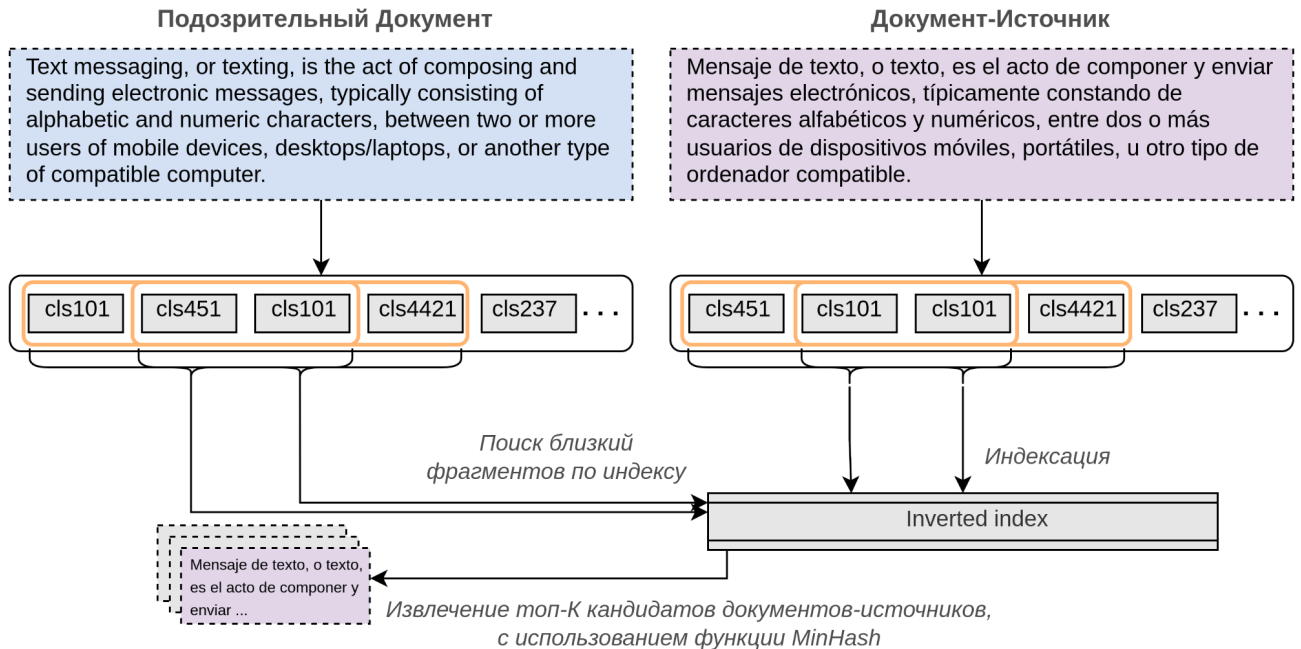 Подозрительный Документ
Text messaging, or texting, is the act of composing and
sending electronic messages, typically consisting of
alphabetic and numeric characters, between two or more
users of mobile devices, desktops/laptops, or another type
of compatible computer.
Документ-Источник
Mensaje de texto, o texto, es el acto de componer y enviar
mensajes electrónicos, típicamente constando de
caracteres alfabéticos y numéricos, entre dos o más
usuarios de dispositivos móviles, portátiles, u otro tipo de
ordenador compatible.
cls101 cls451 cls101 cls4421 cls237 ...
cls451 cls101 cls101 cls4421 cls237 ...
Поиск близкий
фрагментов по индексу
Индексация
Inverted index
Mensaje de texto, o texto,
es el acto de componer y
enviar ...
Извлечение топ-К кандидатов документов-источников,
с использованием функции MinHash